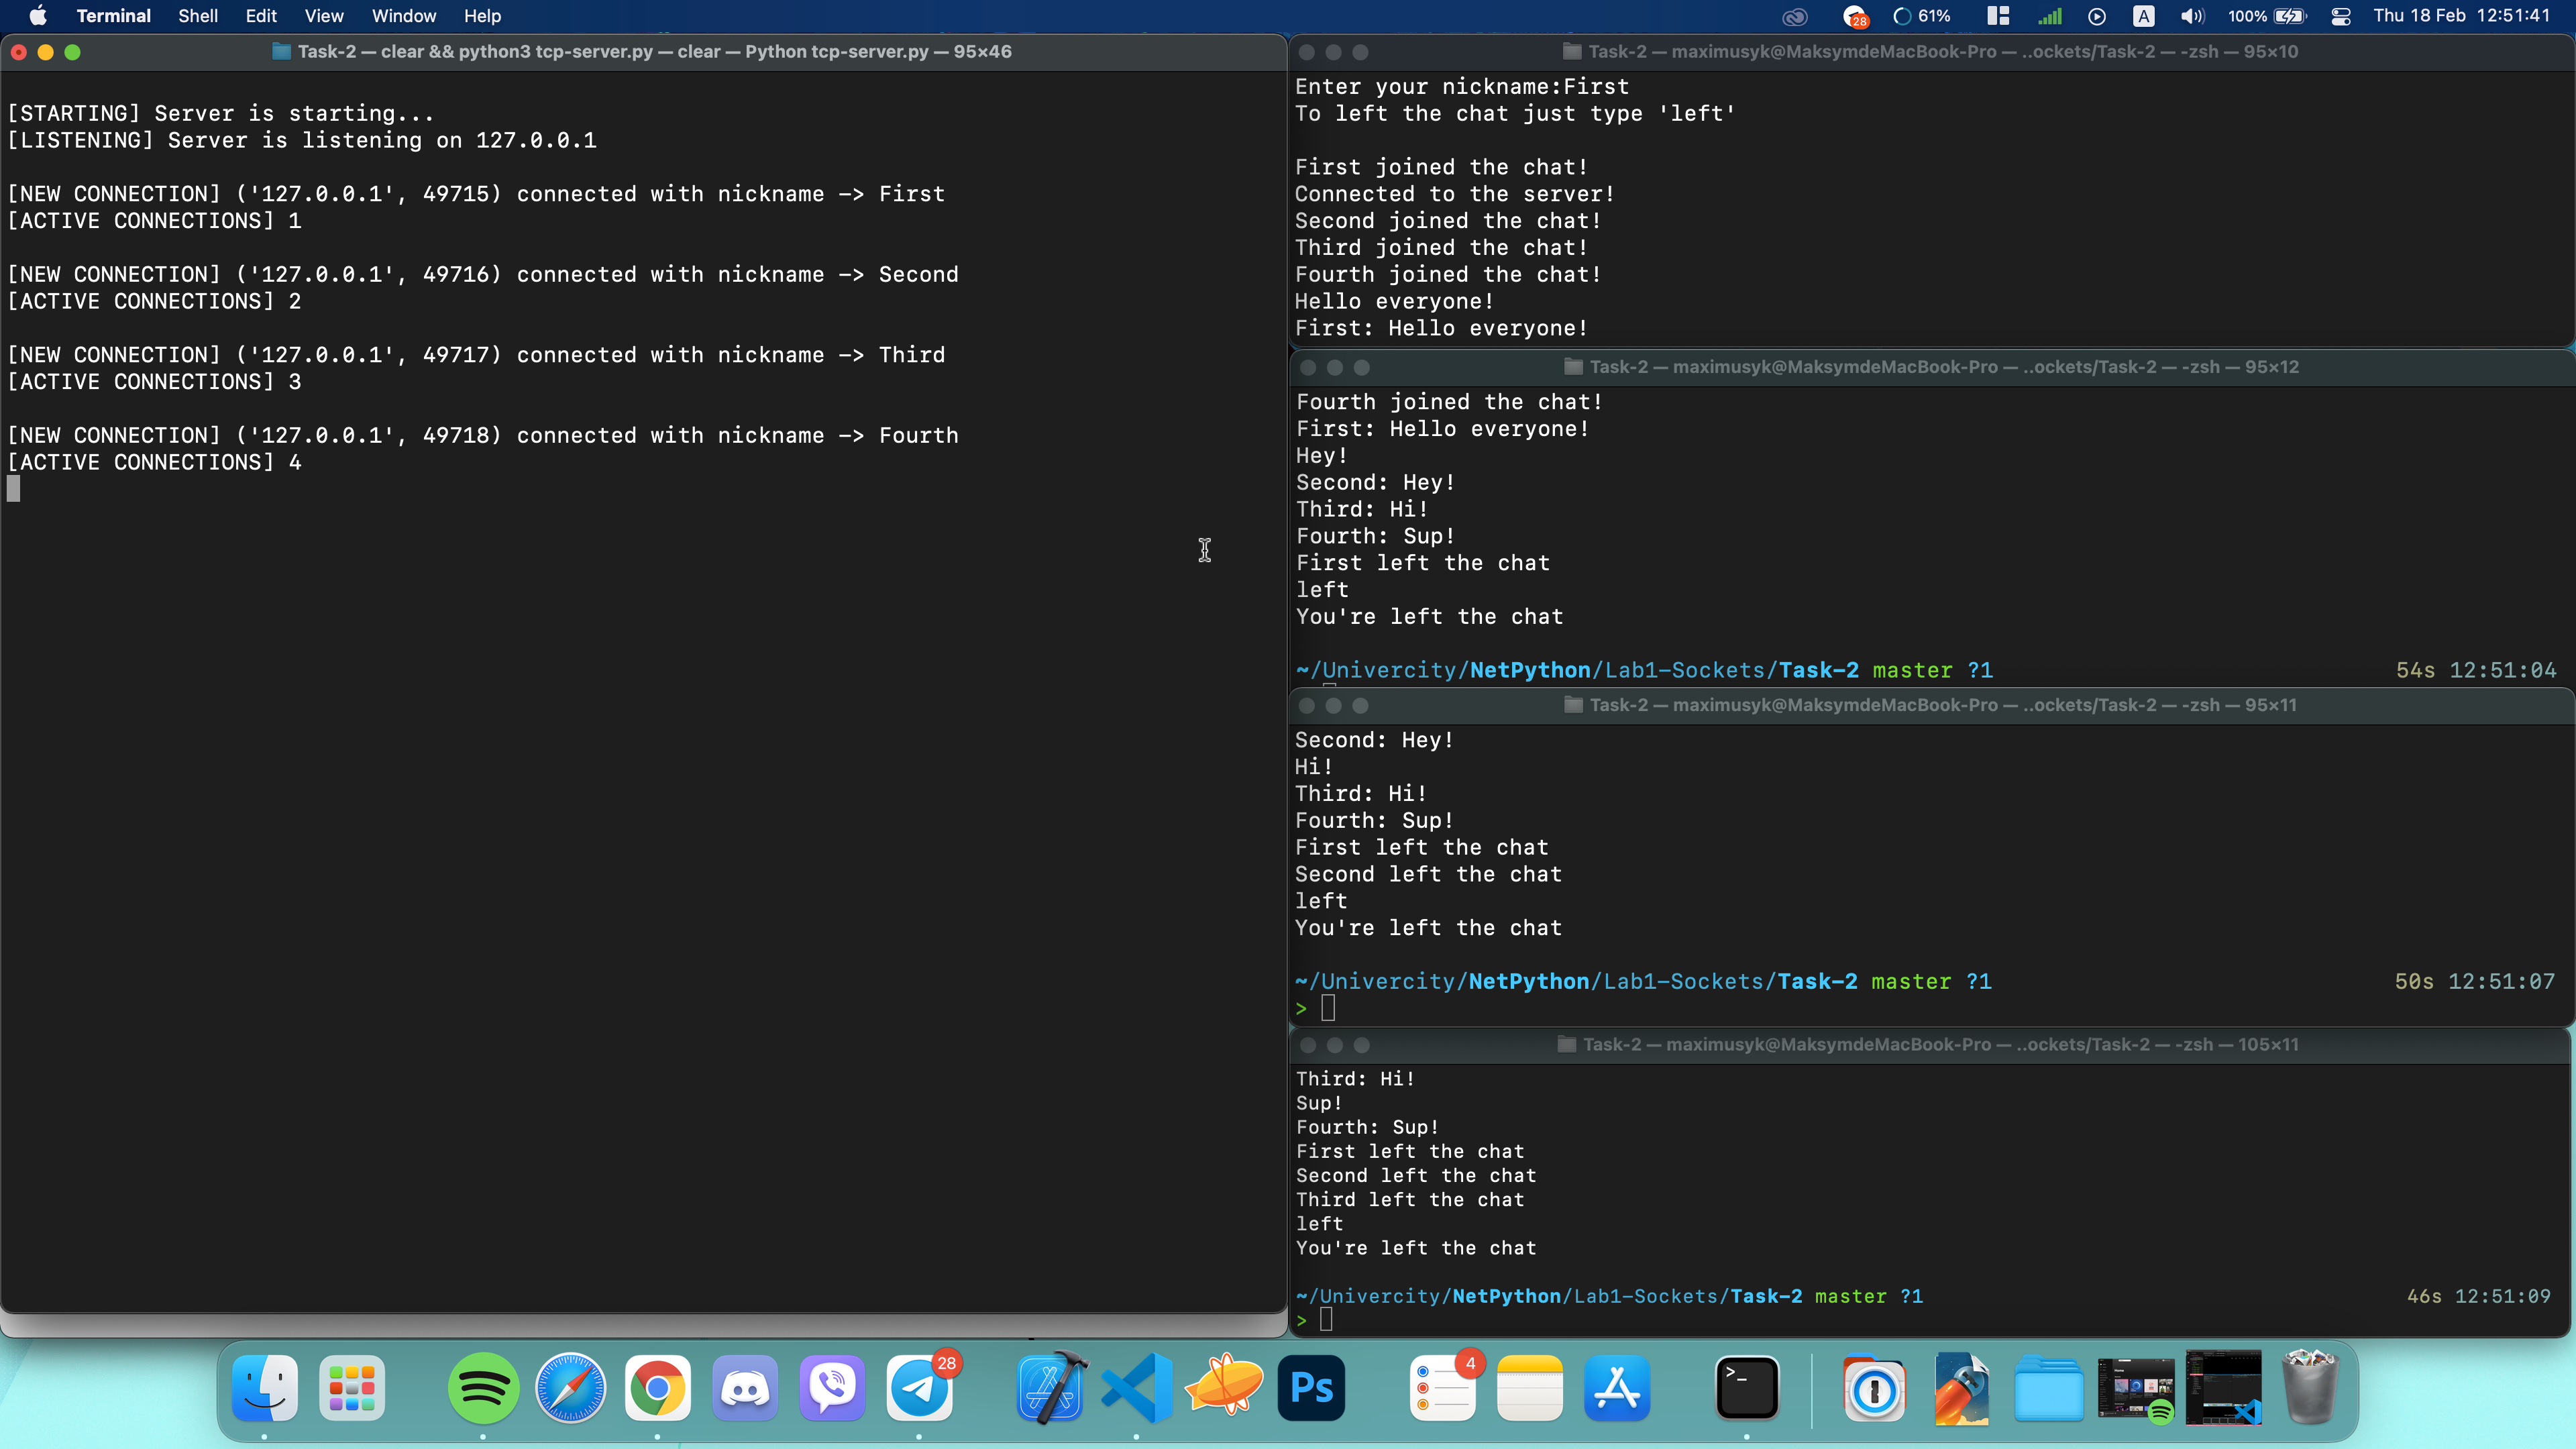 Terminal Shell Edit View Window Help 28 61% A 100% Thu 18 Feb 12:51:41
Task-2 — clear && python3 tcp-server.py — clear — Python tcp-server.py — 95×46
[STARTING] Server is starting...
[LISTENING] Server is listening on 127.0.0.1
[NEW CONNECTION] ('127.0.0.1', 49715) connected with nickname -> First
[ACTIVE CONNECTIONS] 1
[NEW CONNECTION] ('127.0.0.1', 49716) connected with nickname -> Second
[ACTIVE CONNECTIONS] 2
[NEW CONNECTION] ('127.0.0.1', 49717) connected with nickname -> Third
[ACTIVE CONNECTIONS] 3
[NEW CONNECTION] ('127.0.0.1', 49718) connected with nickname -> Fourth
[ACTIVE CONNECTIONS] 4
Task-2 — maximusyk@MaksymdeMacBook-Pro — ..ockets/Task-2 — -zsh — 95×10
Enter your nickname:First
To left the chat just type 'left'
First joined the chat!
Connected to the server!
Second joined the chat!
Third joined the chat!
Fourth joined the chat!
Hello everyone!
First: Hello everyone!
Task-2 — maximusyk@MaksymdeMacBook-Pro — ..ockets/Task-2 — -zsh — 95×12
Fourth joined the chat!
First: Hello everyone!
Hey!
Second: Hey!
Third: Hi!
Fourth: Sup!
First left the chat
left
You're left the chat
~/Univercity/NetPython/Lab1-Sockets/Task-2 master ?1 54s 12:51:04
Task-2 — maximusyk@MaksymdeMacBook-Pro — ..ockets/Task-2 — -zsh — 95×11
Second: Hey!
Hi!
Third: Hi!
Fourth: Sup!
First left the chat
Second left the chat
left
You're left the chat
~/Univercity/NetPython/Lab1-Sockets/Task-2 master ?1 50s 12:51:07
>
Task-2 — maximusyk@MaksymdeMacBook-Pro — ..ockets/Task-2 — -zsh — 105×11
Third: Hi!
Sup!
Fourth: Sup!
First left the chat
Second left the chat
Third left the chat
left
You're left the chat
~/Univercity/NetPython/Lab1-Sockets/Task-2 master ?1 46s 12:51:09
>
28 Ps 4 >_